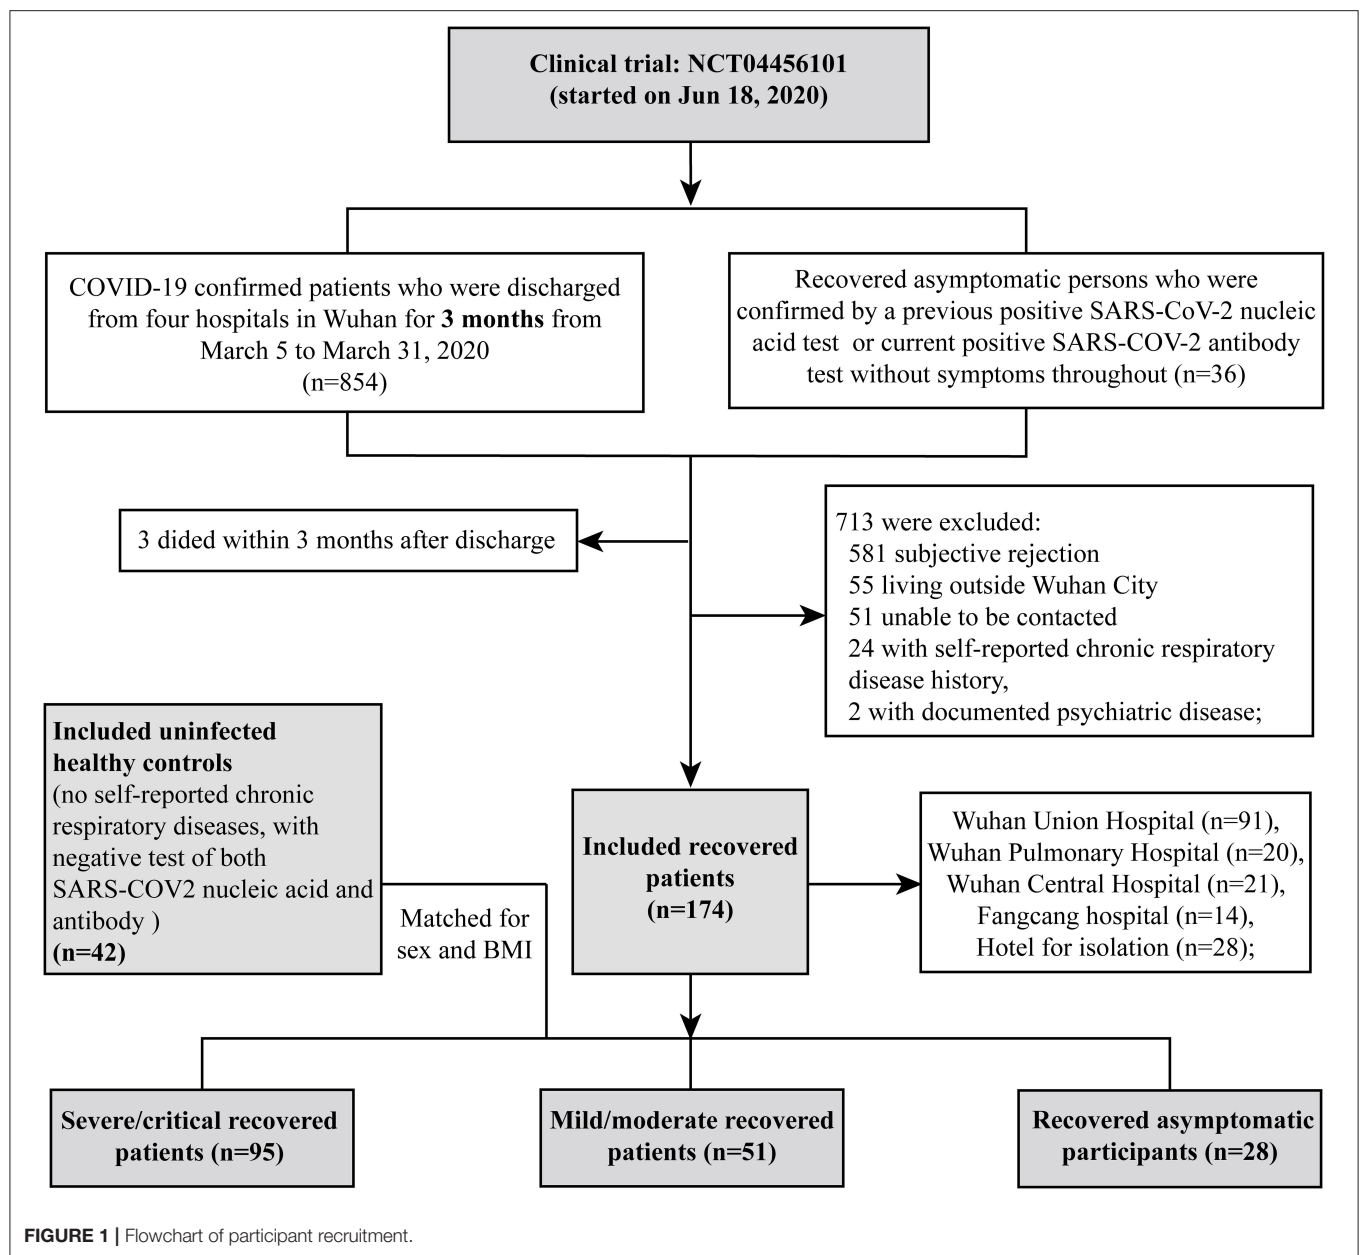 Clinical trial: NCT04456101
(started on Jun 18, 2020)
COVID-19 confirmed patients who were discharged
from four hospitals in Wuhan for 3 months from
March 5 to March 31, 2020
(n=854)
Recovered asymptomatic persons who were
confirmed by a previous positive SARS-CoV-2 nucleic
acid test or current positive SARS-COV-2 antibody
test without symptoms throughout (n=36)
3 dided within 3 months after discharge
713 were excluded:
581 subjective rejection
55 living outside Wuhan City
51 unable to be contacted
24 with self-reported chronic respiratory
disease history,
2 with documented psychiatric disease;
Included uninfected
healthy controls
(no self-reported chronic
respiratory diseases, with
negative test of both
SARS-COV2 nucleic acid and
antibody )
(n=42)
Matched for
sex and BMI
Included recovered
patients
(n=174)
Wuhan Union Hospital (n=91),
Wuhan Pulmonary Hospital (n=20),
Wuhan Central Hospital (n=21),
Fangcang hospital (n=14),
Hotel for isolation (n=28);
Severe/critical recovered
patients (n=95)
Mild/moderate recovered
patients (n=51)
Recovered asymptomatic
participants (n=28)
FIGURE 1 | Flowchart of participant recruitment.